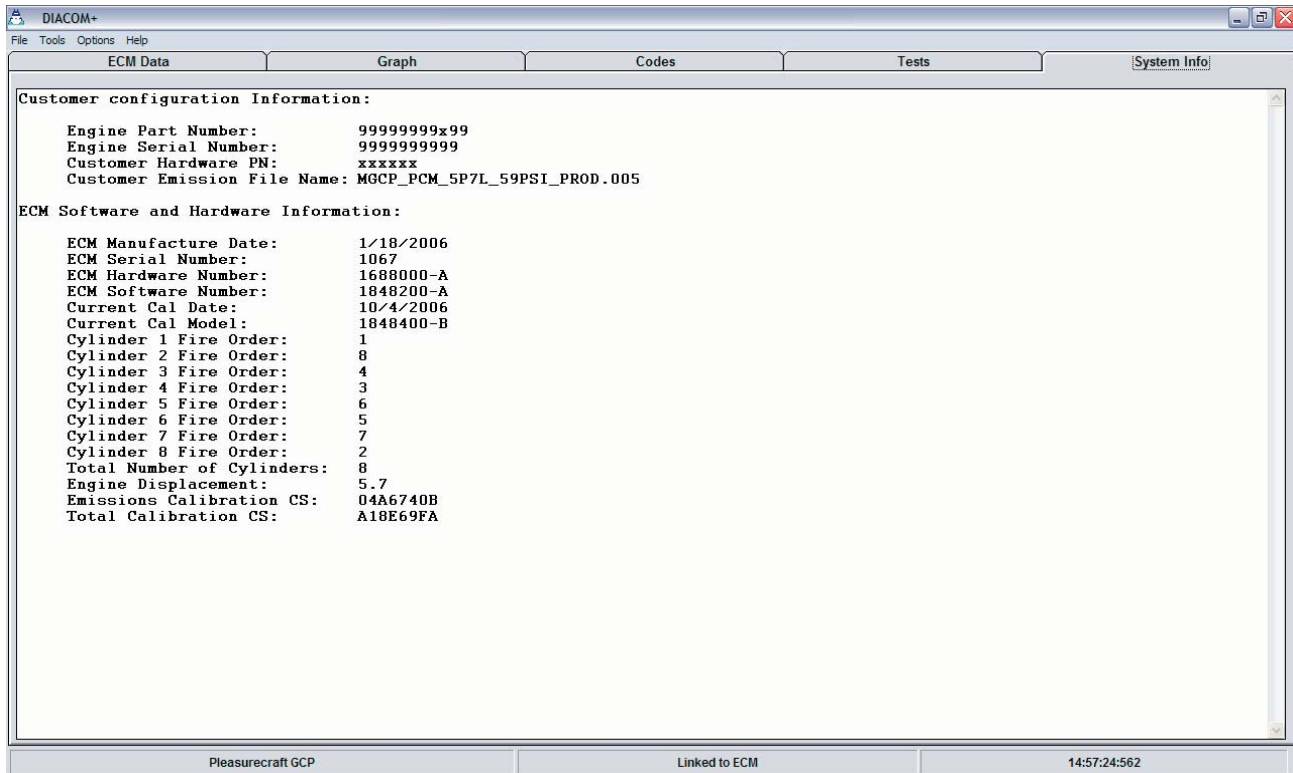 DIACOM+
File Tools Options Help
ECM Data Graph Codes Tests System Info
Customer configuration Information:
Engine Part Number: 99999999x99
Engine Serial Number: 9999999999
Customer Hardware PN: xxxxxx
Customer Emission File Name: MGCP_PCM_5P7L_59PSI_PROD.005
ECM Software and Hardware Information:
ECM Manufacture Date: 1/18/2006
ECM Serial Number: 1067
ECM Hardware Number: 1688000-A
ECM Software Number: 1848200-A
Current Cal Date: 10/4/2006
Current Cal Model: 1848400-B
Cylinder 1 Fire Order: 1
Cylinder 2 Fire Order: 8
Cylinder 3 Fire Order: 4
Cylinder 4 Fire Order: 3
Cylinder 5 Fire Order: 6
Cylinder 6 Fire Order: 5
Cylinder 7 Fire Order: 7
Cylinder 8 Fire Order: 2
Total Number of Cylinders: 8
Engine Displacement: 5.7
Emissions Calibration CS: 04A6740B
Total Calibration CS: A18E69FA
Pleasurecraft GCP Linked to ECM 14:57:24:562